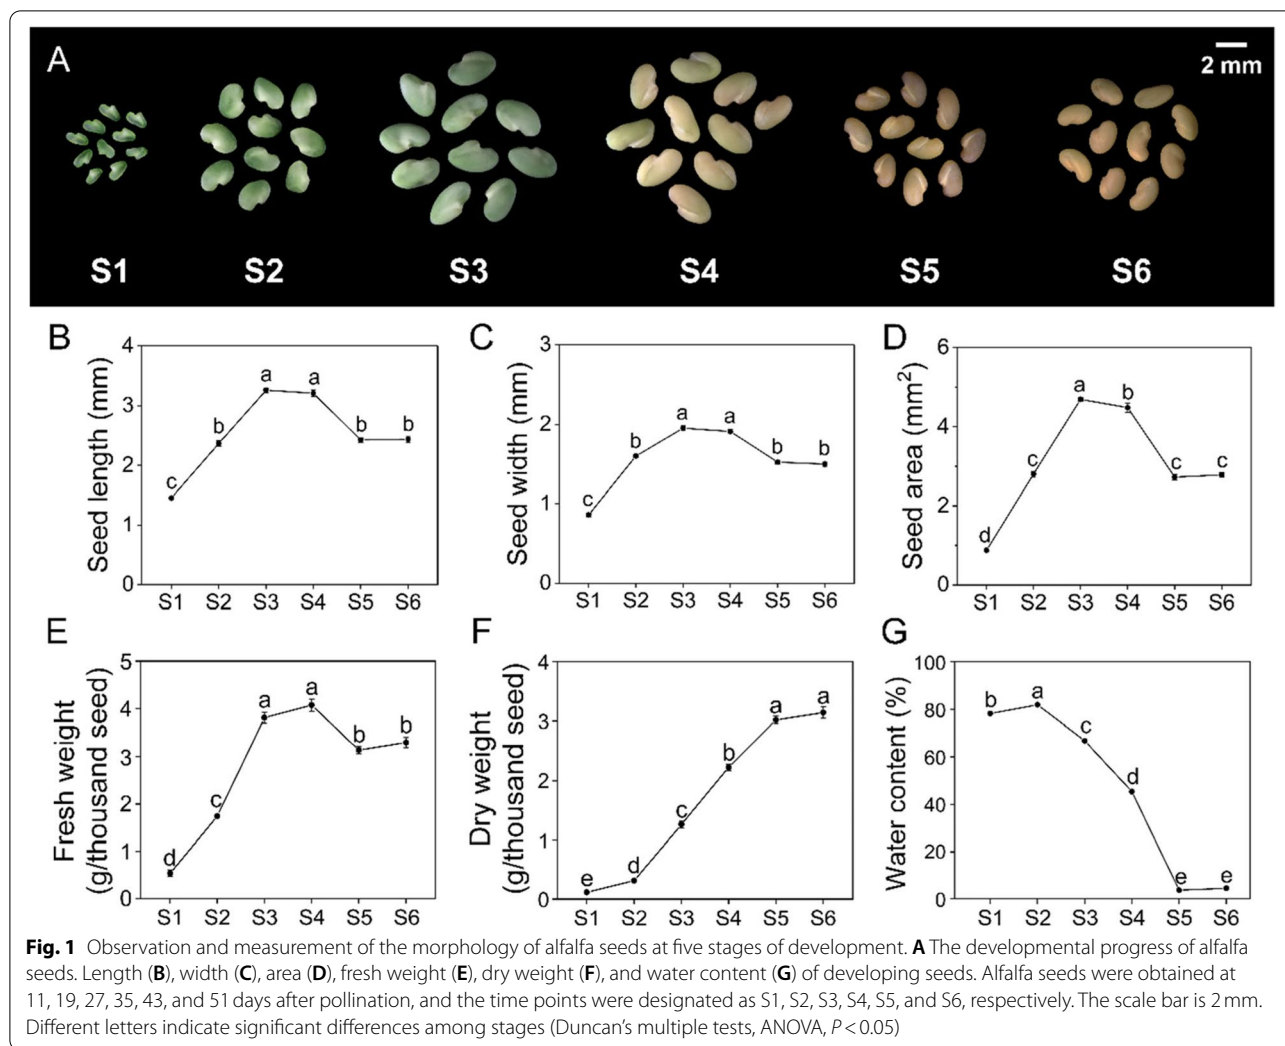 A
2 mm
S1 S2 S3 S4 S5 S6
B
Seed length (mm)
4
3
2
1
0
c b a a b b
S1 S2 S3 S4 S5 S6
C
Seed width (mm)
3
2
1
0
c b a a b b
S1 S2 S3 S4 S5 S6
D
Seed area (mm²)
6
4
2
0
d c a b c c
S1 S2 S3 S4 S5 S6
E
Fresh weight
(g/thousand seed)
5
4
3
2
1
0
d c a a b b
S1 S2 S3 S4 S5 S6
F
Dry weight
(g/thousand seed)
4
3
2
1
0
e d c b a a
S1 S2 S3 S4 S5 S6
G
Water content (%)
100
80
60
40
20
0
b a c d e e
S1 S2 S3 S4 S5 S6
Fig. 1 Observation and measurement of the morphology of alfalfa seeds at five stages of development. A The developmental progress of alfalfa
seeds. Length (B), width (C), area (D), fresh weight (E), dry weight (F), and water content (G) of developing seeds. Alfalfa seeds were obtained at
11, 19, 27, 35, 43, and 51 days after pollination, and the time points were designated as S1, S2, S3, S4, S5, and S6, respectively. The scale bar is 2 mm.
Different letters indicate significant differences among stages (Duncan's multiple tests, ANOVA, P < 0.05)